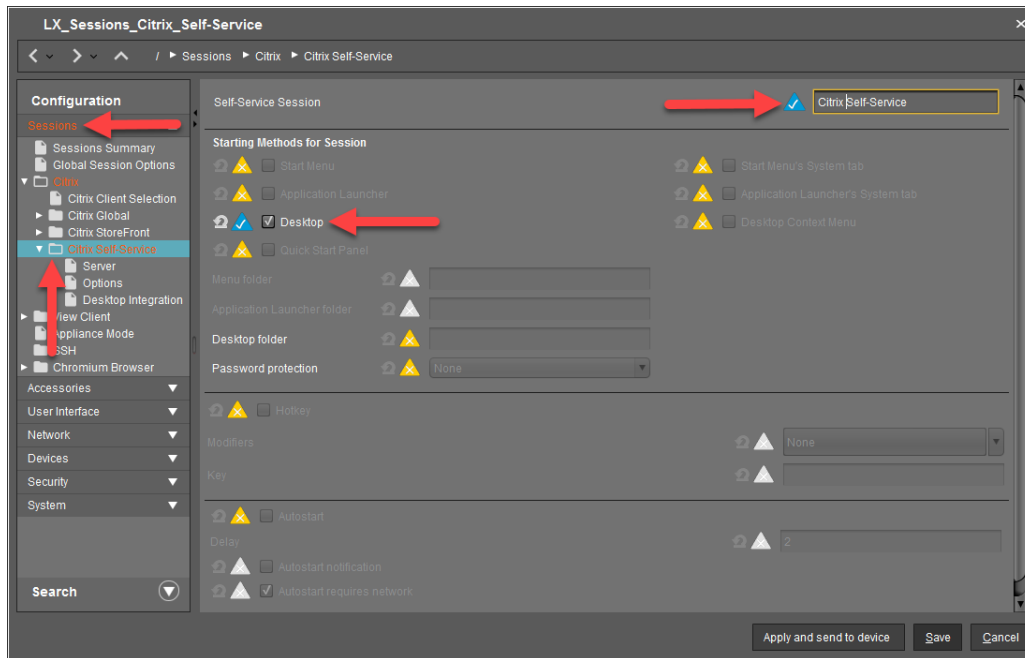 LX_Sessions_Citrix_Self-Service
/ Sessions Citrix Citrix Self-Service
Configuration
Sessions
Sessions Summary
Global Session Options
Citrix
Citrix Client Selection
Citrix Global
Citrix StoreFront
Citrix Self-Service
Server
Options
Desktop Integration
View Client
Appliance Mode
SSH
Chromium Browser
Accessories
User Interface
Network
Devices
Security
System
Search
Self-Service Session
Citrix Self-Service
Starting Methods for Session
Start Menu
Start Menu's System tab
Application Launcher
Application Launcher's System tab
Desktop
Desktop Context Menu
Quick Start Panel
Menu folder
Application Launcher folder
Desktop folder
Password protection
None
Hotkey
Modifiers
None
Key
Autostart
Delay
2
Autostart notification
Autostart requires network
Apply and send to device
Save
Cancel